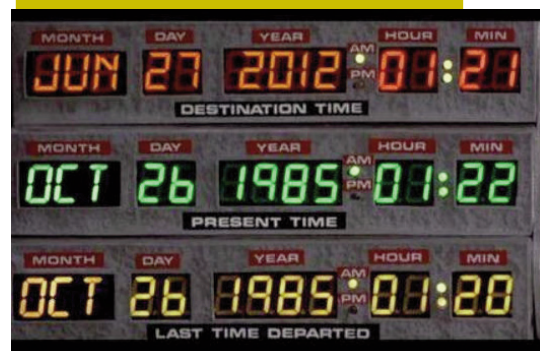 MONTH DAY YEAR HOUR MIN
AM
JUN 27 2012 01:21
PM
DESTINATION TIME
MONTH DAY YEAR HOUR MIN
AM
OCT 26 1985 01:22
PM
PRESENT TIME
MONTH DAY YEAR HOUR MIN
AM
OCT 26 1985 01:20
PM
LAST TIME DEPARTED